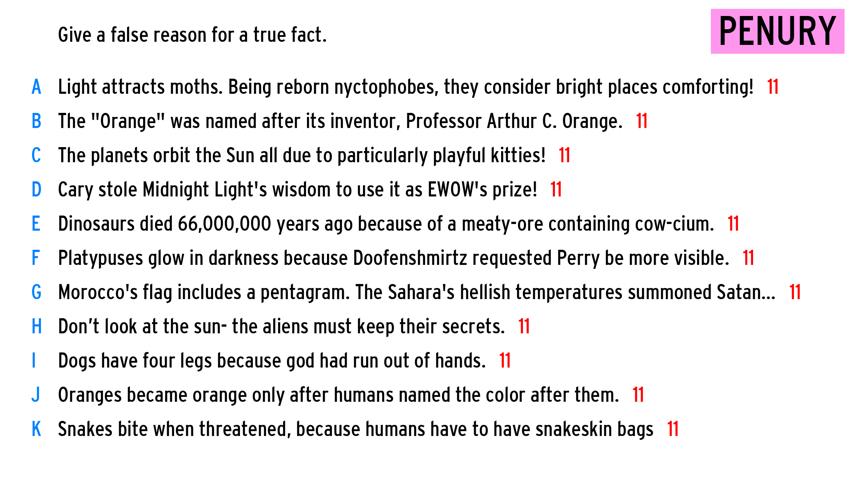 Give a false reason for a true fact.
PENURY
A Light attracts moths. Being reborn nyctophobes, they consider bright places comforting! 11
B The "Orange" was named after its inventor, Professor Arthur C. Orange. 11
C The planets orbit the Sun all due to particularly playful kitties! 11
D Cary stole Midnight Light's wisdom to use it as EWOW's prize! 11
E Dinosaurs died 66,000,000 years ago because of a meaty-ore containing cow-cium. 11
F Platypuses glow in darkness because Doofenshmirtz requested Perry be more visible. 11
G Morocco's flag includes a pentagram. The Sahara's hellish temperatures summoned Satan... 11
H Don’t look at the sun- the aliens must keep their secrets. 11
I Dogs have four legs because god had run out of hands. 11
J Oranges became orange only after humans named the color after them. 11
K Snakes bite when threatened, because humans have to have snakeskin bags 11